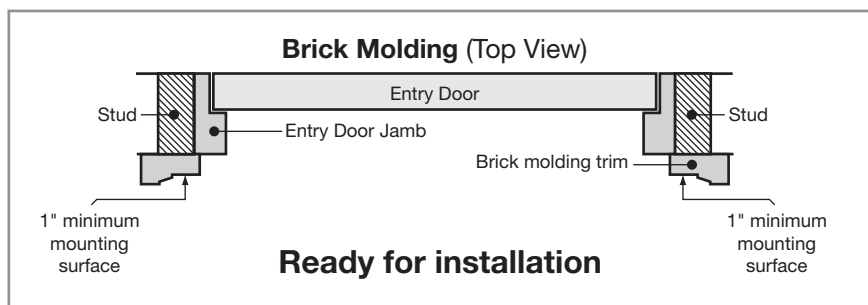 Brick Molding (Top View)
Entry Door
Stud
Stud
Entry Door Jamb
Brick molding trim
1" minimum
mounting
surface
1" minimum
mounting
surface
Ready for installation